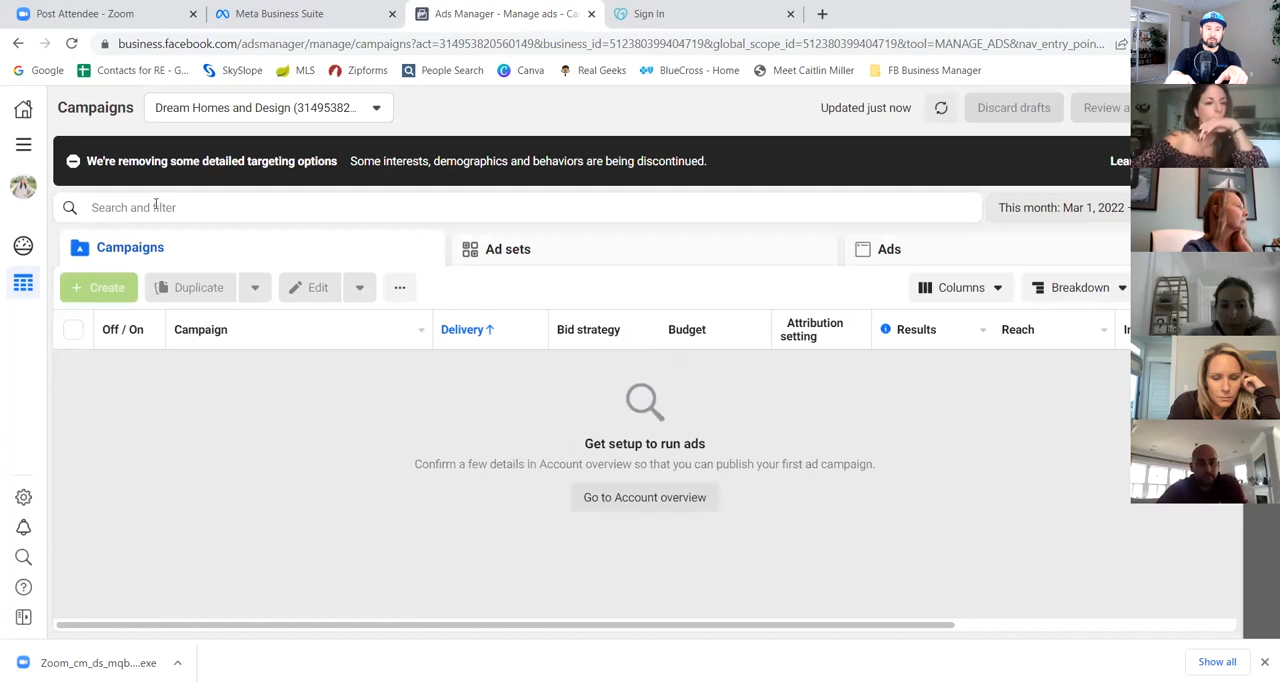 Post Attendee - Zoom
Meta Business Suite
Ads Manager - Manage ads - Ca
Sign In
business.facebook.com/adsmanager/manage/campaigns?act=314953820506149&business_id=512380399404719&global_scope_id=512380399404719&tool=MANAGE_ADS&nav_entry_poin...
Google
Contacts for RE - G...
SkySlope
MLS
Zipforms
People Search
Canva
Real Geeks
BlueCross - Home
Meet Caitlin Miller
FB Business Manager
Campaigns
Dream Homes and Design (31495382...
Updated just now
Discard drafts
Review a
We're removing some detailed targeting options Some interests, demographics and behaviors are being discontinued.
Lear
Search and filter
This month: Mar 1, 2022 -
Campaigns
Ad sets
Ads
+ Create
Duplicate
Edit
...
Columns
Breakdown
Off / On
Campaign
Delivery ↑
Bid strategy
Budget
Attribution
setting
Results
Reach
Get setup to run ads
Confirm a few details in Account overview so that you can publish your first ad campaign.
Go to Account overview
Zoom_cm_ds_mqb....exe
Show all